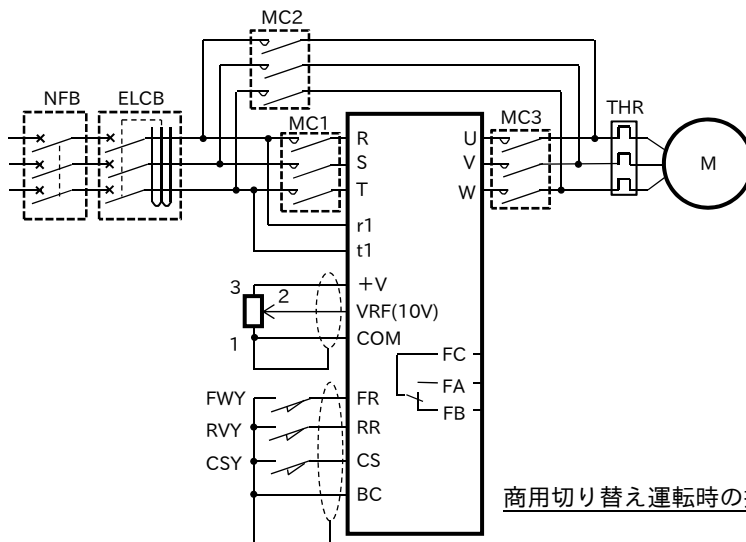 MC2
NFB
ELCB
MC1
MC3
THR
R
S
T
r1
t1
U
V
W
M
3
2
1
+V
VRF(10V)
COM
FC
FA
FB
FWY
RVY
CSY
FR
RR
CS
BC
商用切り替え運転時の